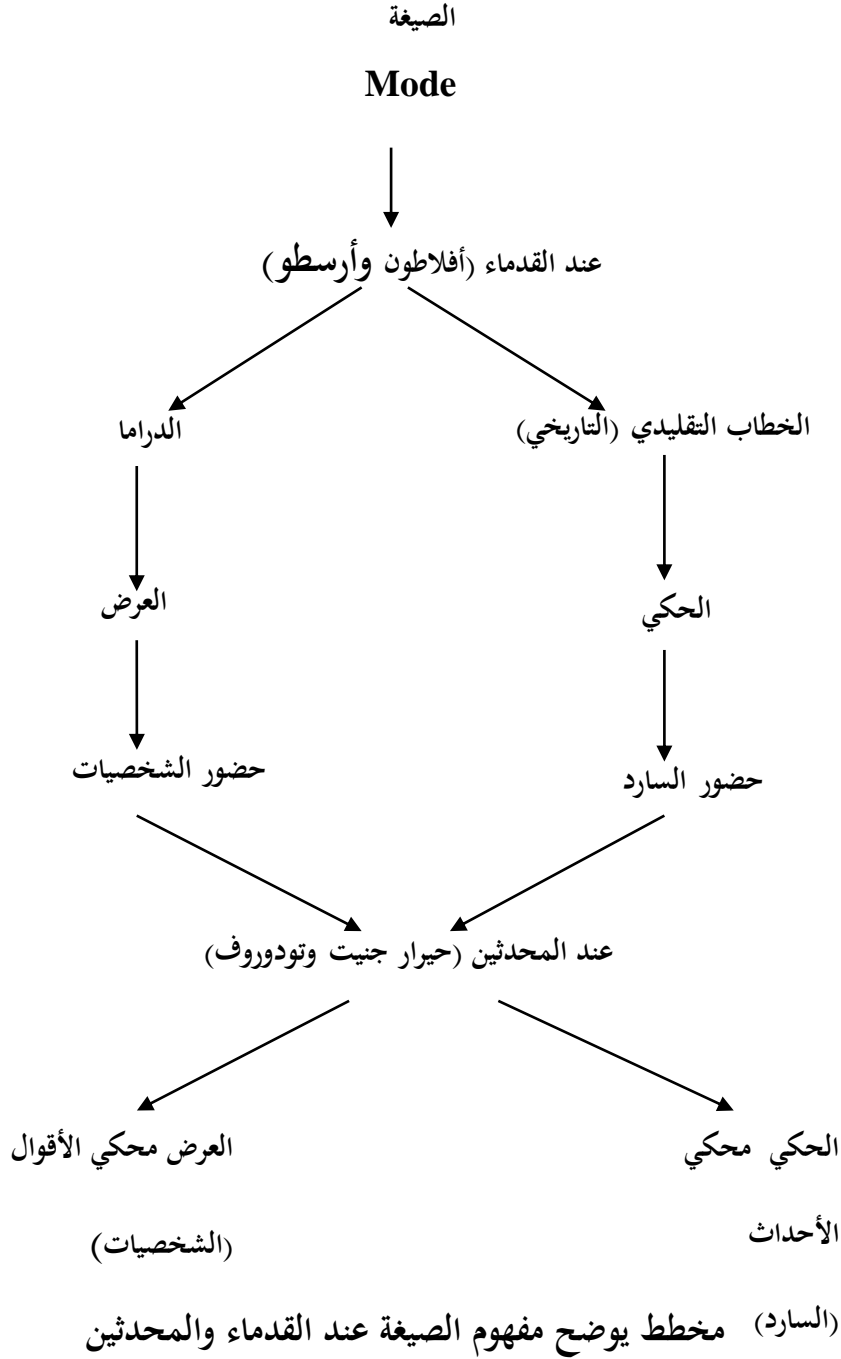 الصيغة
Mode
عند القدماء (أفلاطون وأرسطو)
الخطاب التقليدي (التاريخي)
الدراما
الحكي
العرض
حضور السارد
حضور الشخصيات
عند المحدثين (حيرار جنيت وتودوروف)
الحكي محكي
العرض محكي الأقوال
الأحداث
(الشخصيات)
(السارد) مخطط يوضح مفهوم الصيغة عند القدماء والمحدثين